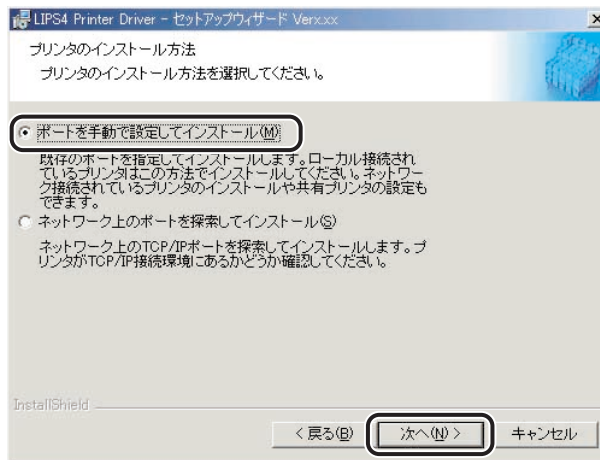 LIPS4 Printer Driver - セットアップウィザード Verx.xx
プリンタのインストール方法
プリンタのインストール方法を選択してください。
ポートを手動で設定してインストール(M)
既存のポートを指定してインストールします。ローカル接続され
ているプリンタはこの方法でインストールしてください。ネットワー
ク接続されているプリンタのインストールや共有プリンタの設定も
できます。
ネットワーク上のポートを探索してインストール(S)
ネットワーク上のTCP/IPポートを探索してインストールします。プ
リンタがTCP/IP接続環境にあるかどうか確認してください。
InstallShield
< 戻る(B)
次へ(N) >
キャンセル